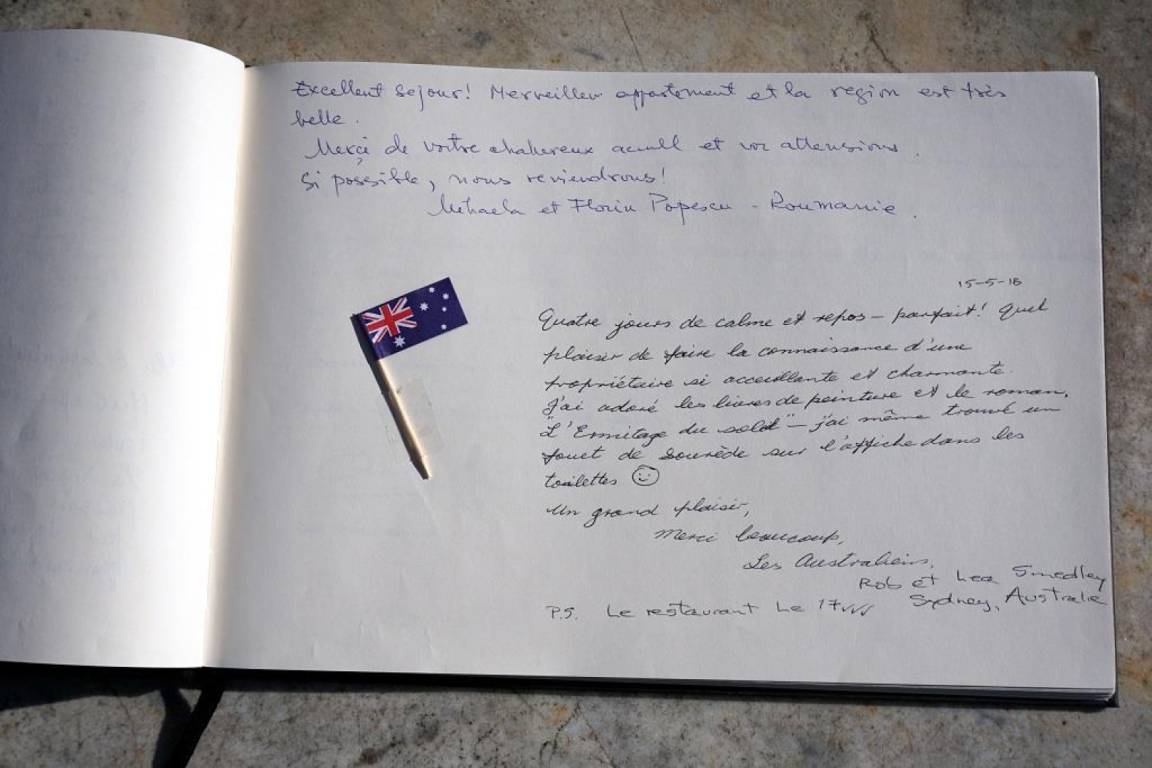 Excellent sejour! Merveilleux appartement et la region est très
belle.
Merci de votre chalureux acuill et vos attensions.
Si possible, nous reviendrons!
Mihaela et Florin Popescu - Roumanie.
15-5-18
Quatre jours de calme et repos – parfait! Quel
plaisir de faire la connaissance d'une
propriétaire si acceuillante et charmante.
J'ai adoré les livres de peinture et le roman,
"L'Ermitage du soleil" – j'ai même trouvé un
fouet de Sourède sur l'affiche dans les
toilettes ☺
Un grand plaisir,
Merci beaucoup,
Les Australiens,
Rob et Lea Smedley
Sydney, Australie
P.S. Le restaurant Le 17 ✓✓✓